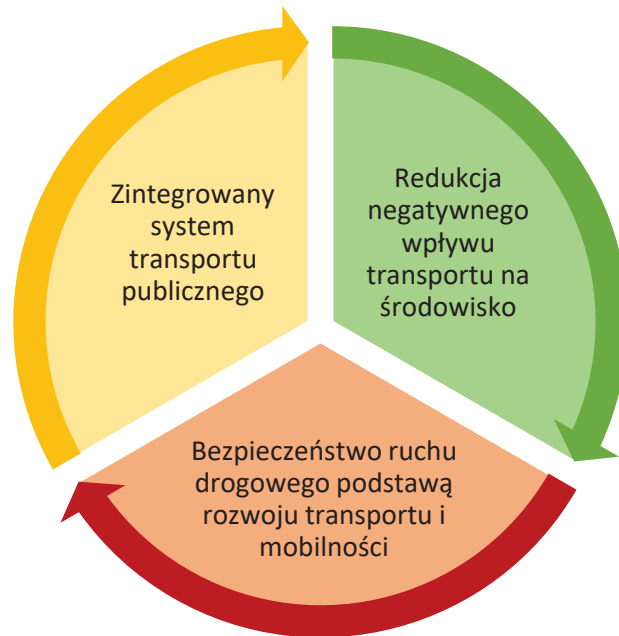 Zintegrowany
system
transportu
publicznego
Redukcja
negatywnego
wpływu
transportu na
środowisko
Bezpieczeństwo ruchu
drogowego podstawą
rozwoju transportu i
mobilności